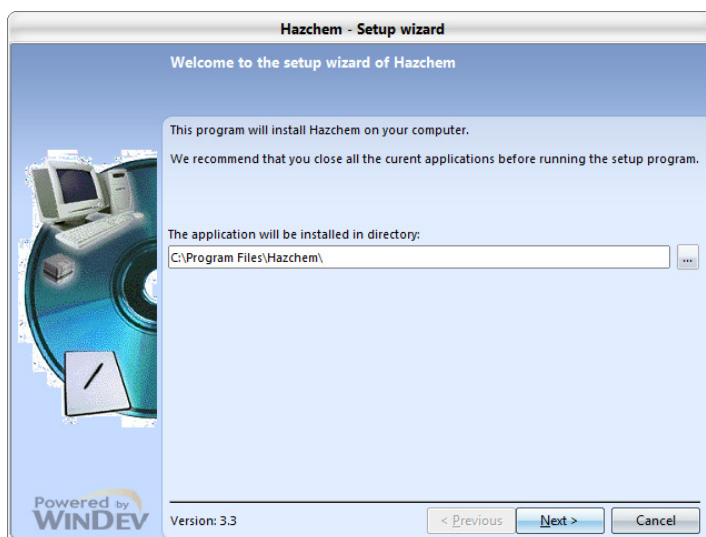 Hazchem - Setup wizard
Welcome to the setup wizard of Hazchem
This program will install Hazchem on your computer.
We recommend that you close all the curent applications before running the setup program.
The application will be installed in directory:
C:\Program Files\Hazchem\
...
Powered by
WINDEV
Version: 3.3
< Previous
Next >
Cancel